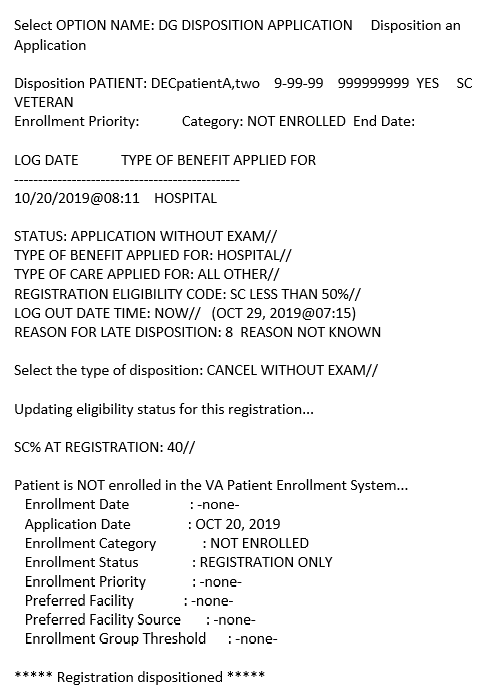 Select OPTION NAME: DG DISPOSITION APPLICATION     Disposition an
Application
Disposition PATIENT: DECpatientA,two    9-99-99    999999999  YES     SC
VETERAN
Enrollment Priority:           Category: NOT ENROLLED  End Date:
LOG DATE           TYPE OF BENEFIT APPLIED FOR
-----------------------------------------------
10/20/2019@08:11    HOSPITAL
STATUS: APPLICATION WITHOUT EXAM//
TYPE OF BENEFIT APPLIED FOR: HOSPITAL//
TYPE OF CARE APPLIED FOR: ALL OTHER//
REGISTRATION ELIGIBILITY CODE: SC LESS THAN 50%//
LOG OUT DATE TIME: NOW//   (OCT 29, 2019@07:15)
REASON FOR LATE DISPOSITION: 8  REASON NOT KNOWN
Select the type of disposition: CANCEL WITHOUT EXAM//
Updating eligibility status for this registration...
SC% AT REGISTRATION: 40//
Patient is NOT enrolled in the VA Patient Enrollment System...
Enrollment Date               : -none-
Application Date              : OCT 20, 2019
Enrollment Category            : NOT ENROLLED
Enrollment Status             : REGISTRATION ONLY
Enrollment Priority            : -none-
Preferred Facility             : -none-
Preferred Facility Source      : -none-
Enrollment Group Threshold     : -none-
***** Registration dispositioned *****